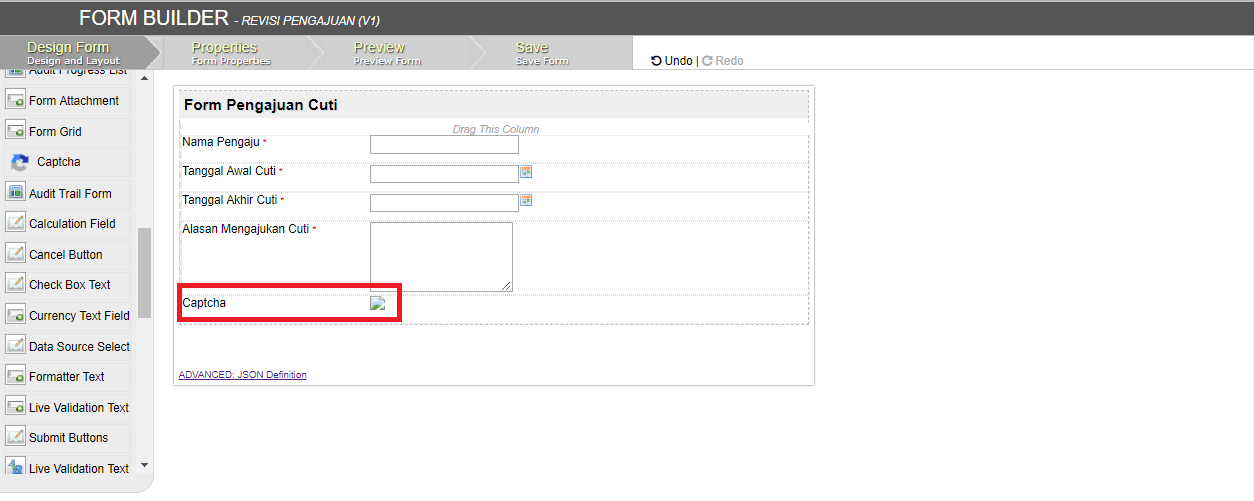 FORM BUILDER - REVISI PENGAJUAN (V1)
Design Form
Design and Layout
Properties
Form Properties
Preview
Preview Form
Save
Save Form
Undo | Redo
Audit Progress List
Form Attachment
Form Grid
Captcha
Audit Trail Form
Calculation Field
Cancel Button
Check Box Text
Currency Text Field
Data Source Select
Formatter Text
Live Validation Text
Submit Buttons
Live Validation Text
Form Pengajuan Cuti
Drag This Column
Nama Pengaju *
Tanggal Awal Cuti *
Tanggal Akhir Cuti *
Alasan Mengajukan Cuti *
Captcha
ADVANCED: JSON Definition